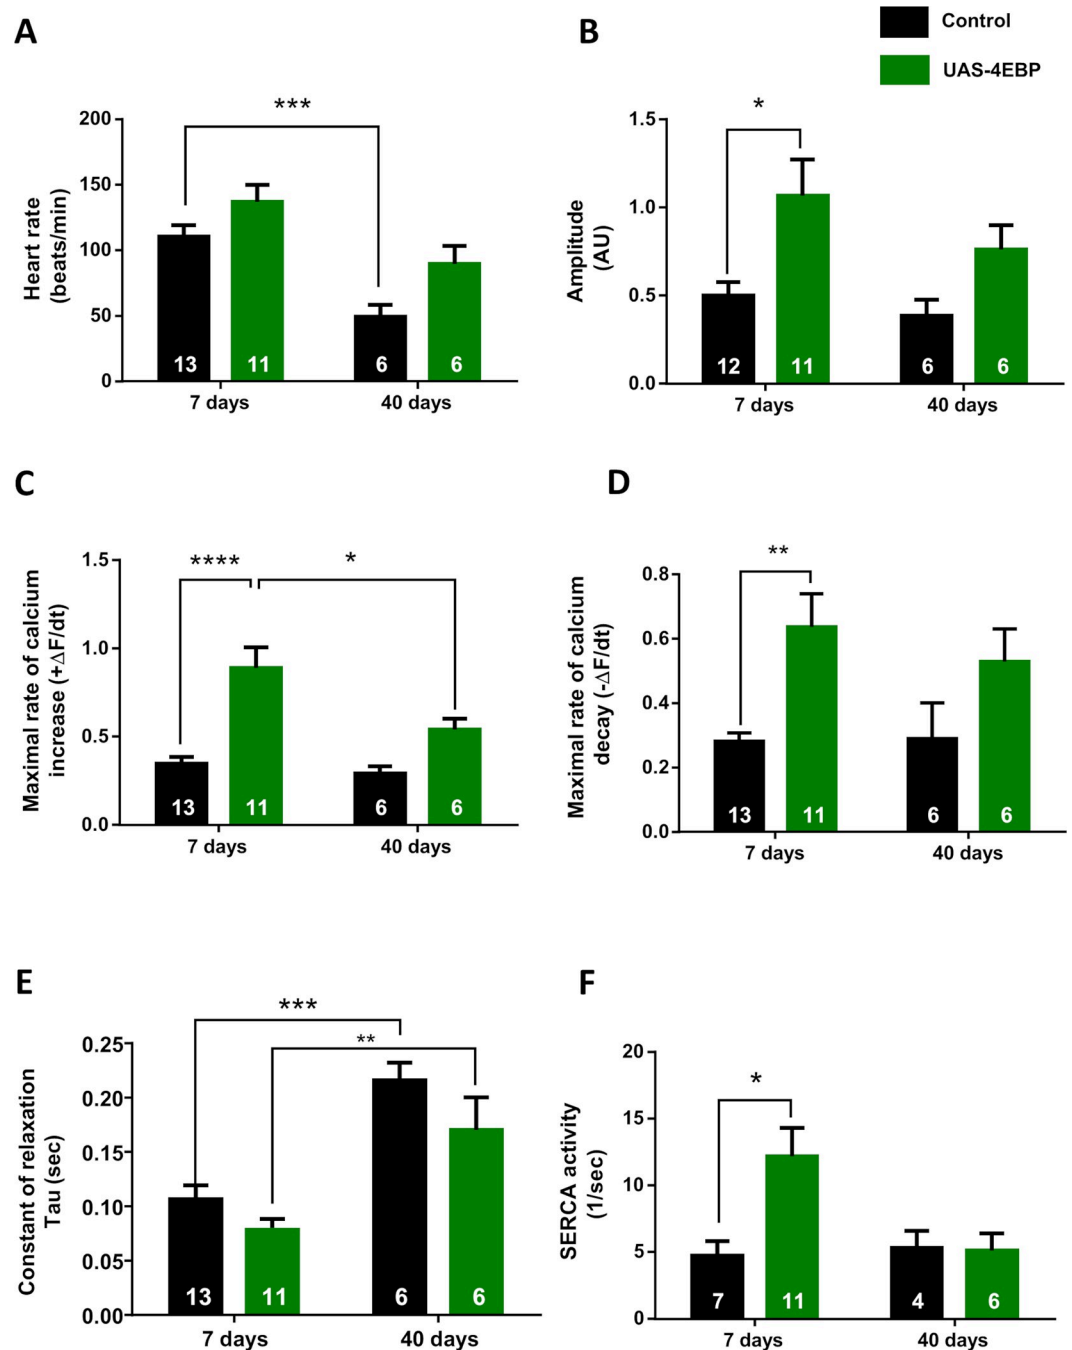 A
B
Control
UAS-4EBP
***
200
150
100
50
0
Heart rate
(beats/min)
13
11
6
6
7 days
40 days
*
1.5
1.0
0.5
0.0
Amplitude
(AU)
12
11
6
6
7 days
40 days
C
D
****
*
1.5
1.0
0.5
0.0
Maximal rate of calcium
increase (+ΔF/dt)
13
11
6
6
7 days
40 days
**
0.8
0.6
0.4
0.2
0.0
Maximal rate of calcium
decay (-ΔF/dt)
13
11
6
6
7 days
40 days
E
F
***
**
0.25
0.20
0.15
0.10
0.05
0.00
Constant of relaxation
Tau (sec)
13
11
6
6
7 days
40 days
*
20
15
10
5
0
SERCA activity
(1/sec)
7
11
4
6
7 days
40 days